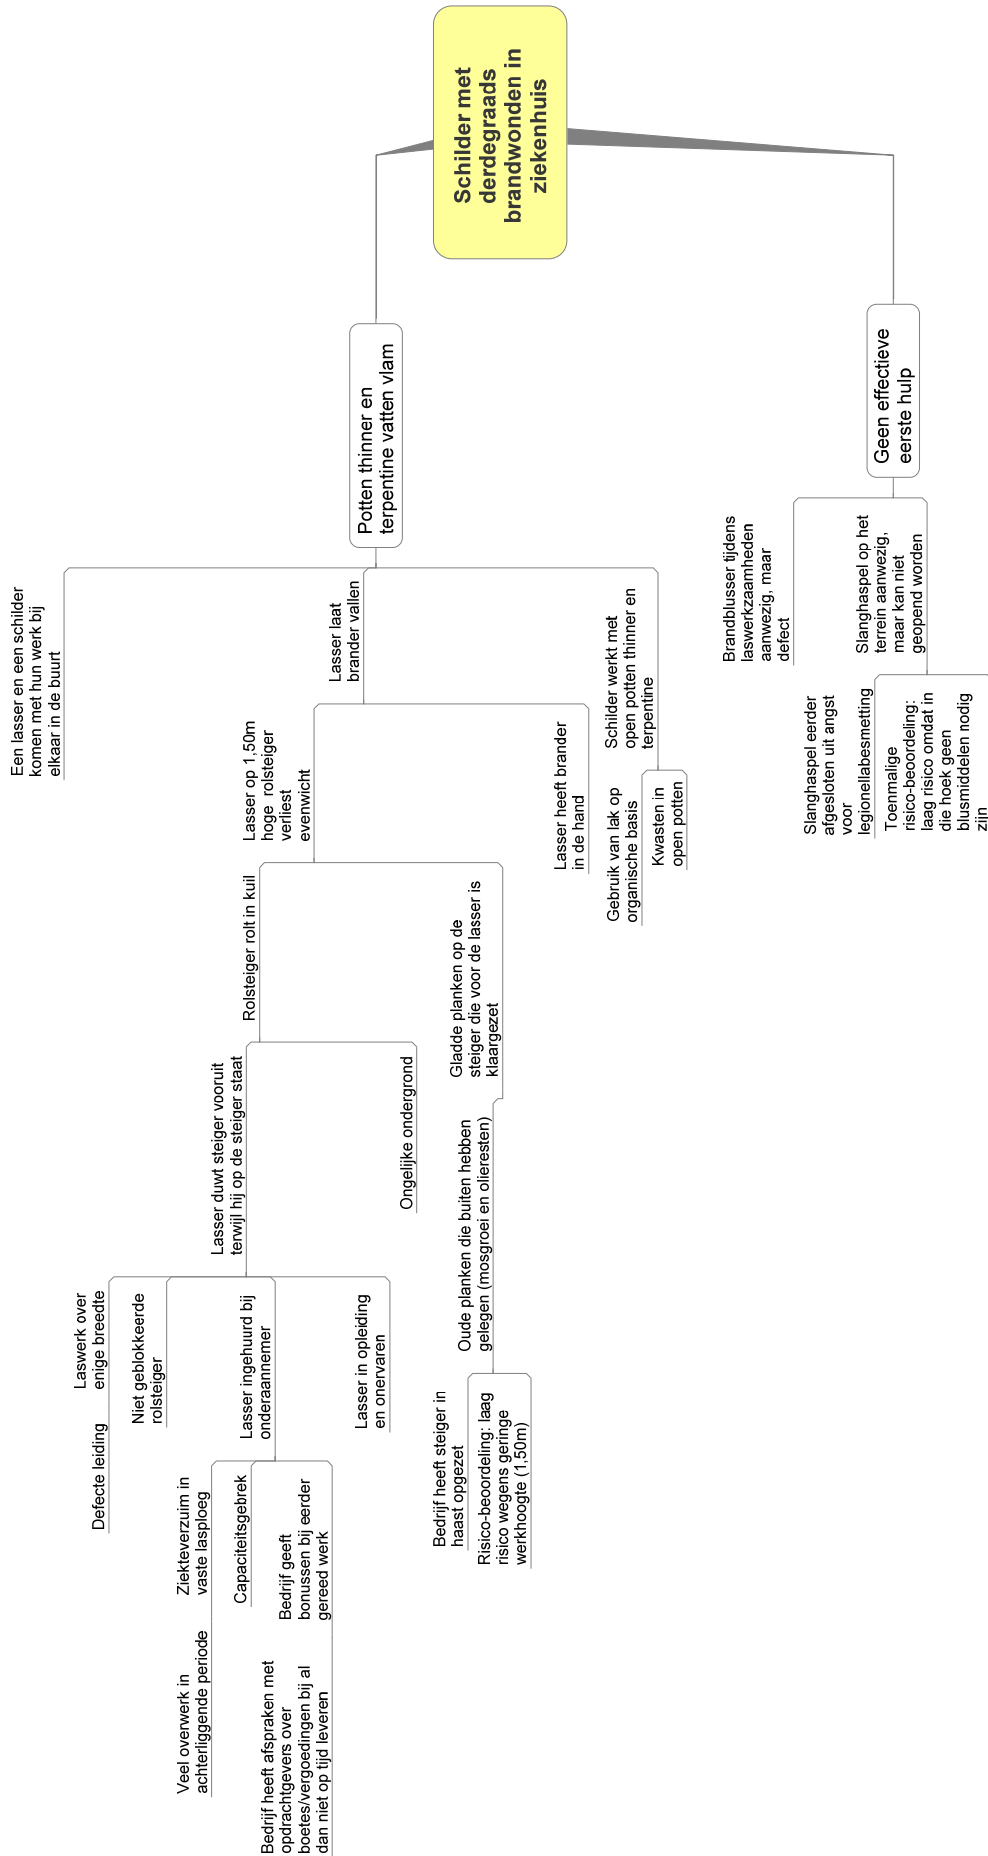 Schilder met
derdegraads
brandwonden in
ziekenhuis
Potten thinner en
terpentine vatten vlam
Een lasser en een schilder
komen met hun werk bij
elkaar in de buurt
Lasser laat
brander vallen
Lasser op 1,50m
hoge rolsteiger
verliest
evenwicht
Rolsteiger rolt in kuil
Lasser duwt steiger vooruit
terwijl hij op de steiger staat
Laswerk over
enige breedte
Defecte leiding
Niet geblokkeerde
rolsteiger
Lasser ingehuurd bij
onderaannemer
Ziekteverzuim in
vaste lasploeg
Veel overwerk in
achterliggende periode
Capaciteitsgebrek
Bedrijf geeft
bonussen bij eerder
gereed werk
Bedrijf heeft afspraken met
opdrachtgevers over
boetes/vergoedingen bij al
dan niet op tijd leveren
Lasser in opleiding
en onervaren
Ongelijke ondergrond
Gladde planken op de
steiger die voor de lasser is
klaargezet
Oude planken die buiten hebben
gelegen (mosgroei en olieresten)
Bedrijf heeft steiger in
haast opgezet
Risico-beoordeling: laag
risico wegens geringe
werkhoogte (1,50m)
Lasser heeft brander
in de hand
Schilder werkt met
open potten thinner en
terpentine
Gebruik van lak op
organische basis
Kwasten in
open potten
Geen effectieve
eerste hulp
Brandblusser tijdens
laswerkzaamheden
aanwezig, maar
defect
Slanghaspel op het
terrein aanwezig,
maar kan niet
geopend worden
Slanghaspel eerder
afgesloten uit angst
voor
legionellabesmetting
Toenmalige
risico-beoordeling:
laag risico omdat in
die hoek geen
blusmiddelen nodig
zijn